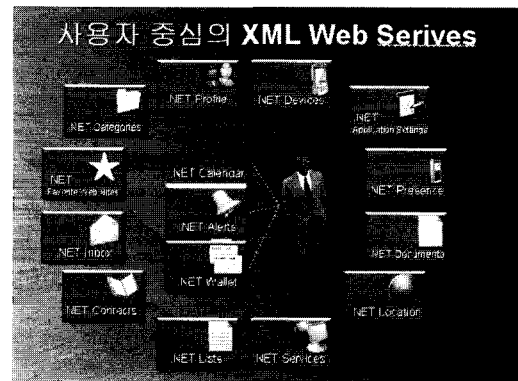 사용자 중심의 XML Web Serives
.NET Profile
.NET Devices
.NET Categories
.NET
Application Settings
.NET Calendar
.NET
Favorite Web sites
.NET Presence
.NET Alerts
.NET Inbox
.NET Documents
.NET Wallet
.NET Contacts
.NET Location
.NET Lists
.NET Services